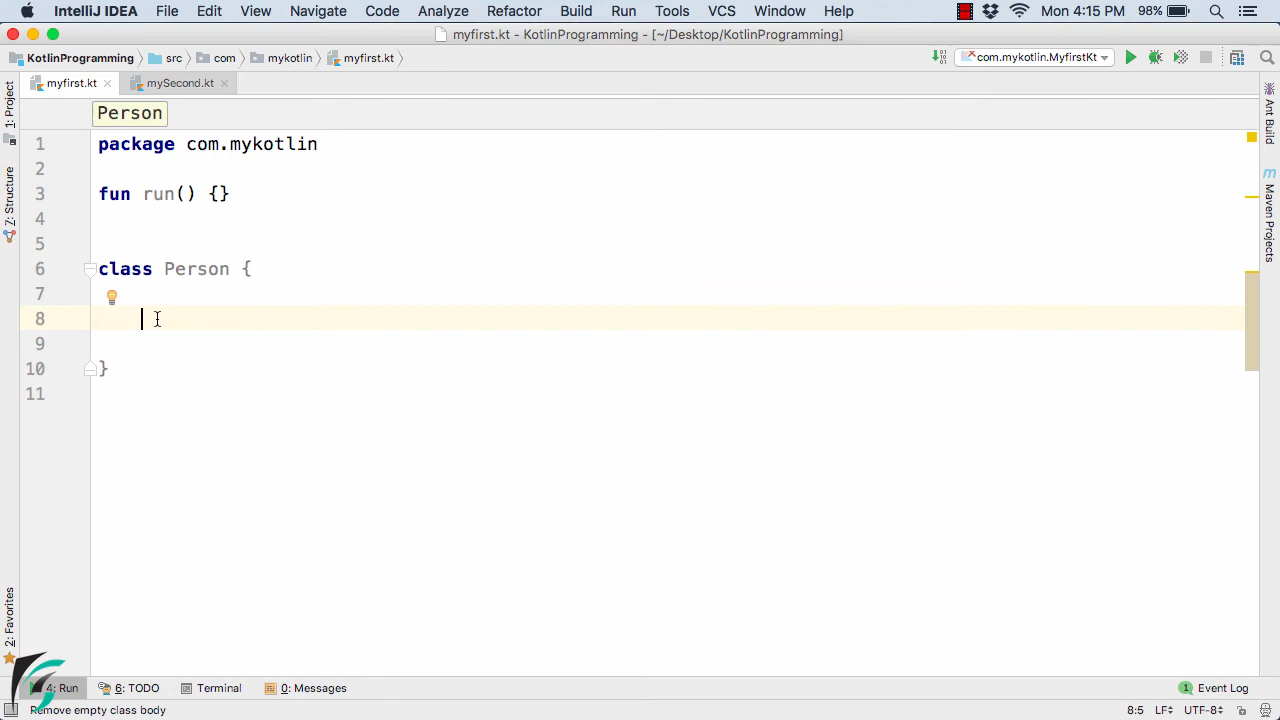 IntelliJ IDEA File Edit View Navigate Code Analyze Refactor Build Run Tools VCS Window Help Mon 4:15 PM 98%
myfirst.kt - KotlinProgramming - [~/Desktop/KotlinProgramming]
KotlinProgramming src com mykotlin myfirst.kt com.mykotlin.MyfirstKt
myfirst.kt mySecond.kt
Person
1 package com.mykotlin
2
3 fun run() {}
4
5
6 class Person {
7
8
9
10 }
11
1: Project
7: Structure
2: Favorites
Ant Build
m Maven Projects
4: Run 6: TODO Terminal 0: Messages 1 Event Log
Remove empty class body 8:5 LF UTF-8